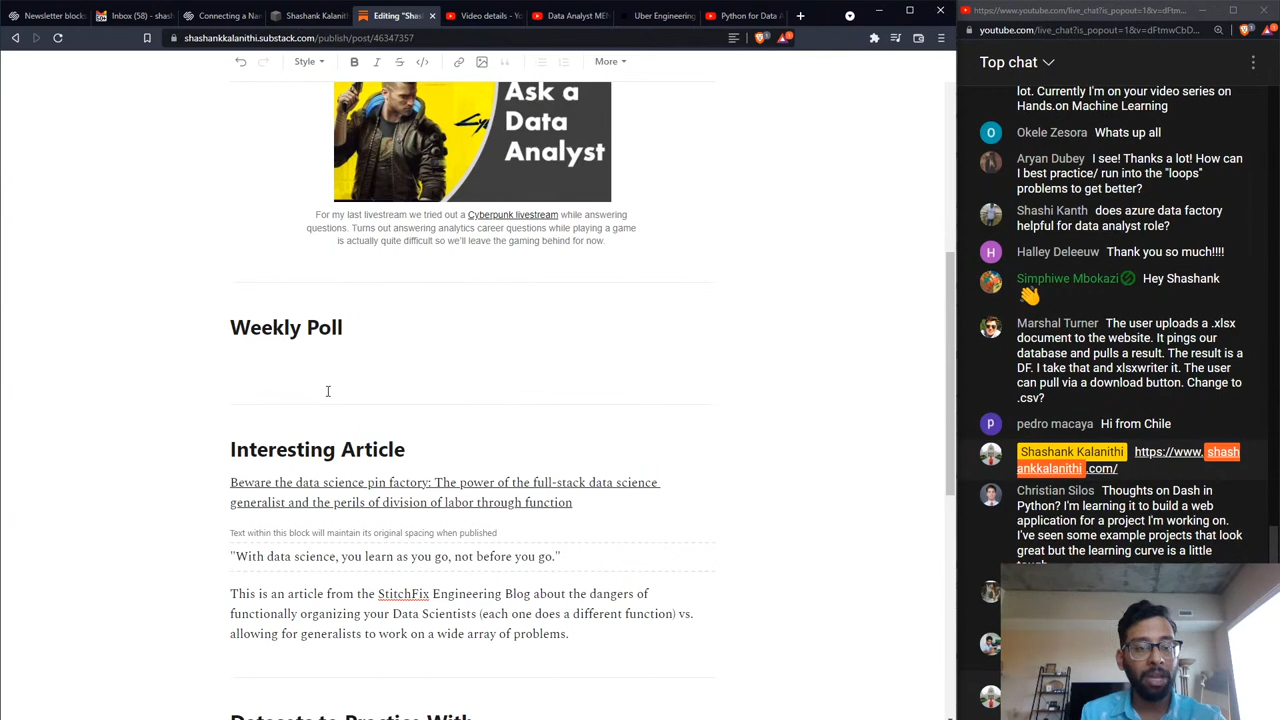 Newsletter blocks
Inbox (58) - shash
Connecting a Nam
Shashank Kalanithi
Editing "Shas
Video details - Yo
Data Analyst MEN
Uber Engineering
Python for Data A
https://www.youtube.com/live_chat?is_popout=1&v=dFtm...
shashankkalanithi.substack.com/publish/post/46347357
youtube.com/live_chat?is_popout=1&v=dFtmwCbD...
Style
B
I
S
</>
More
Top chat
Ask a
Data
Analyst
For my last livestream we tried out a Cyberpunk livestream while answering
questions. Turns out answering analytics career questions while playing a game
is actually quite difficult so we'll leave the gaming behind for now.
Weekly Poll
Interesting Article
Beware the data science pin factory: The power of the full-stack data science
generalist and the perils of division of labor through function
Text within this block will maintain its original spacing when published
"With data science, you learn as you go, not before you go."
This is an article from the StitchFix Engineering Blog about the dangers of
functionally organizing your Data Scientists (each one does a different function) vs.
allowing for generalists to work on a wide array of problems.
Datasets to Practice With
lot. Currently I'm on your video series on
Hands.on Machine Learning
O
Okele Zesora Whats up all
Aryan Dubey I see! Thanks a lot! How can
I best practice/ run into the "loops"
problems to get better?
Shashi Kanth does azure data factory
helpful for data analyst role?
H
Halley Deleeuw Thank you so much!!!!
Simphiwe Mbokazi Hey Shashank
Marshal Turner The user uploads a .xlsx
document to the website. It pings our
database and pulls a result. The result is a
DF. I take that and xlsxwriter it. The user
can pull via a download button. Change to
.csv?
p
pedro macaya Hi from Chile
Shashank Kalanithi https://www.shash
ankkalanithi.com/
Christian Silos Thoughts on Dash in
Python? I'm learning it to build a web
application for a project I'm working on.
I've seen some example projects that look
great but the learning curve is a little